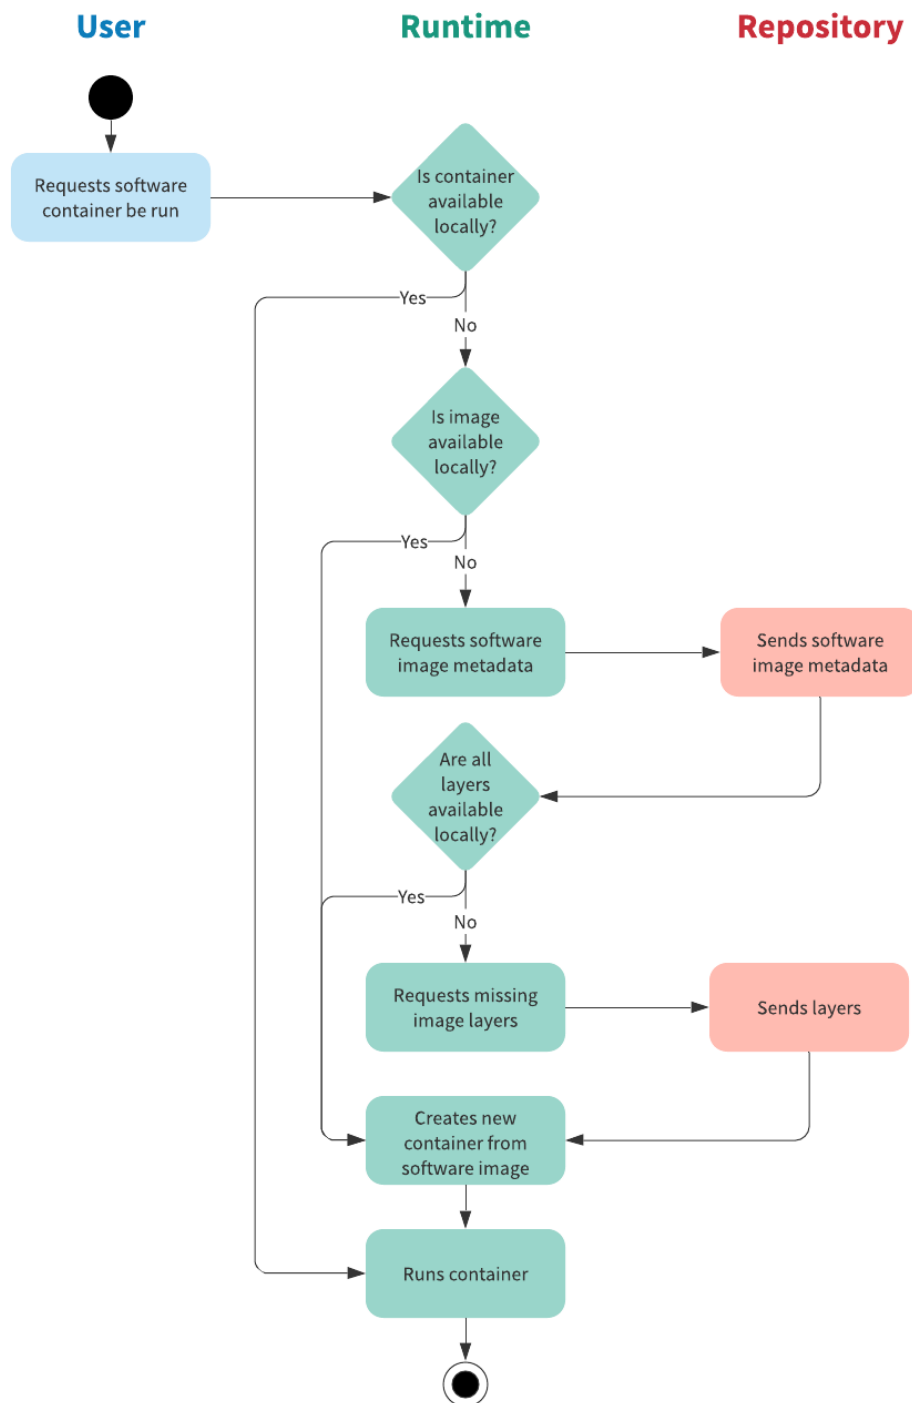 User
Runtime
Repository
Requests software
container be run
Is container
available
locally?
Yes
No
Is image
available
locally?
Yes
No
Requests software
image metadata
Sends software
image metadata
Are all
layers
available
locally?
Yes
No
Requests missing
image layers
Sends layers
Creates new
container from
software image
Runs container